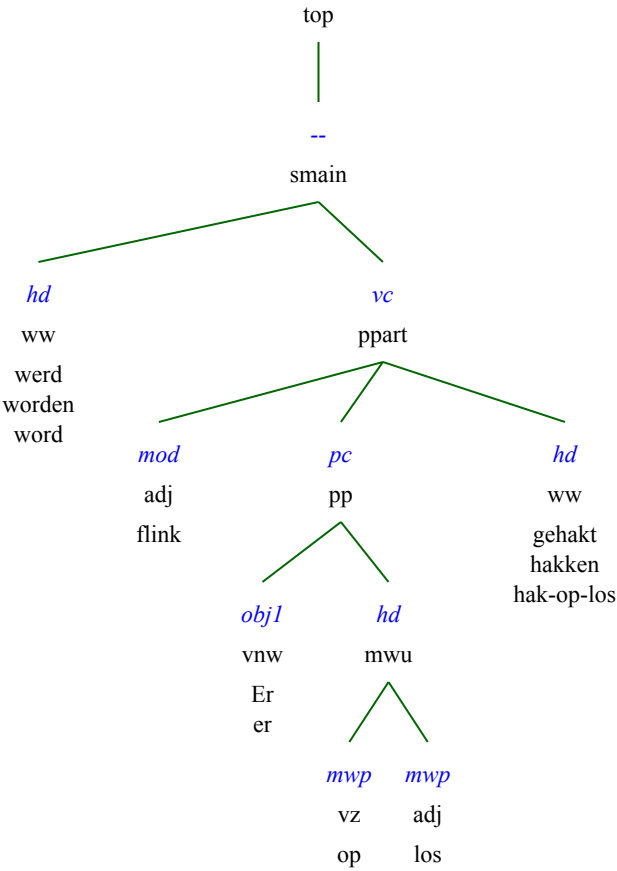 top
--
smain
hd vc
ww ppart
werd
worden
word
mod pc hd
adj pp ww
flink gehakt
hakken
hak-op-los
obj1 hd
vnw mwu
Er
er
mwp mwp
vz adj
op los